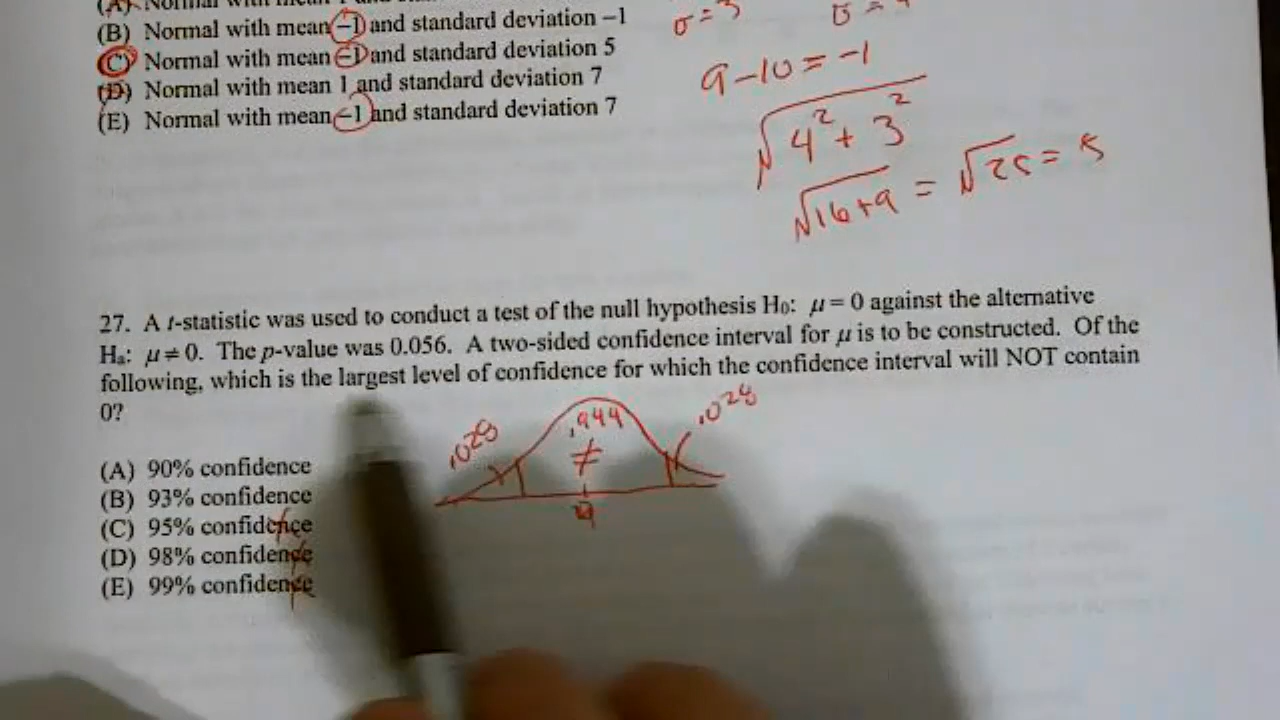 (A) Normal with mean 1
(B) Normal with mean −1 and standard deviation −1
(C) Normal with mean −1 and standard deviation 5
(D) Normal with mean 1 and standard deviation 7
(E) Normal with mean −1 and standard deviation 7
σ = 3
9 − 10 = −1
√4² + 3²
√16+9 = √25 = 5
27. A t-statistic was used to conduct a test of the null hypothesis H₀: μ = 0 against the alternative
Hₐ: μ ≠ 0. The p-value was 0.056. A two-sided confidence interval for μ is to be constructed. Of the
following, which is the largest level of confidence for which the confidence interval will NOT contain
0?
.028 .944 .028
≠
(A) 90% confidence
(B) 93% confidence
(C) 95% confidence
(D) 98% confidence
(E) 99% confidence